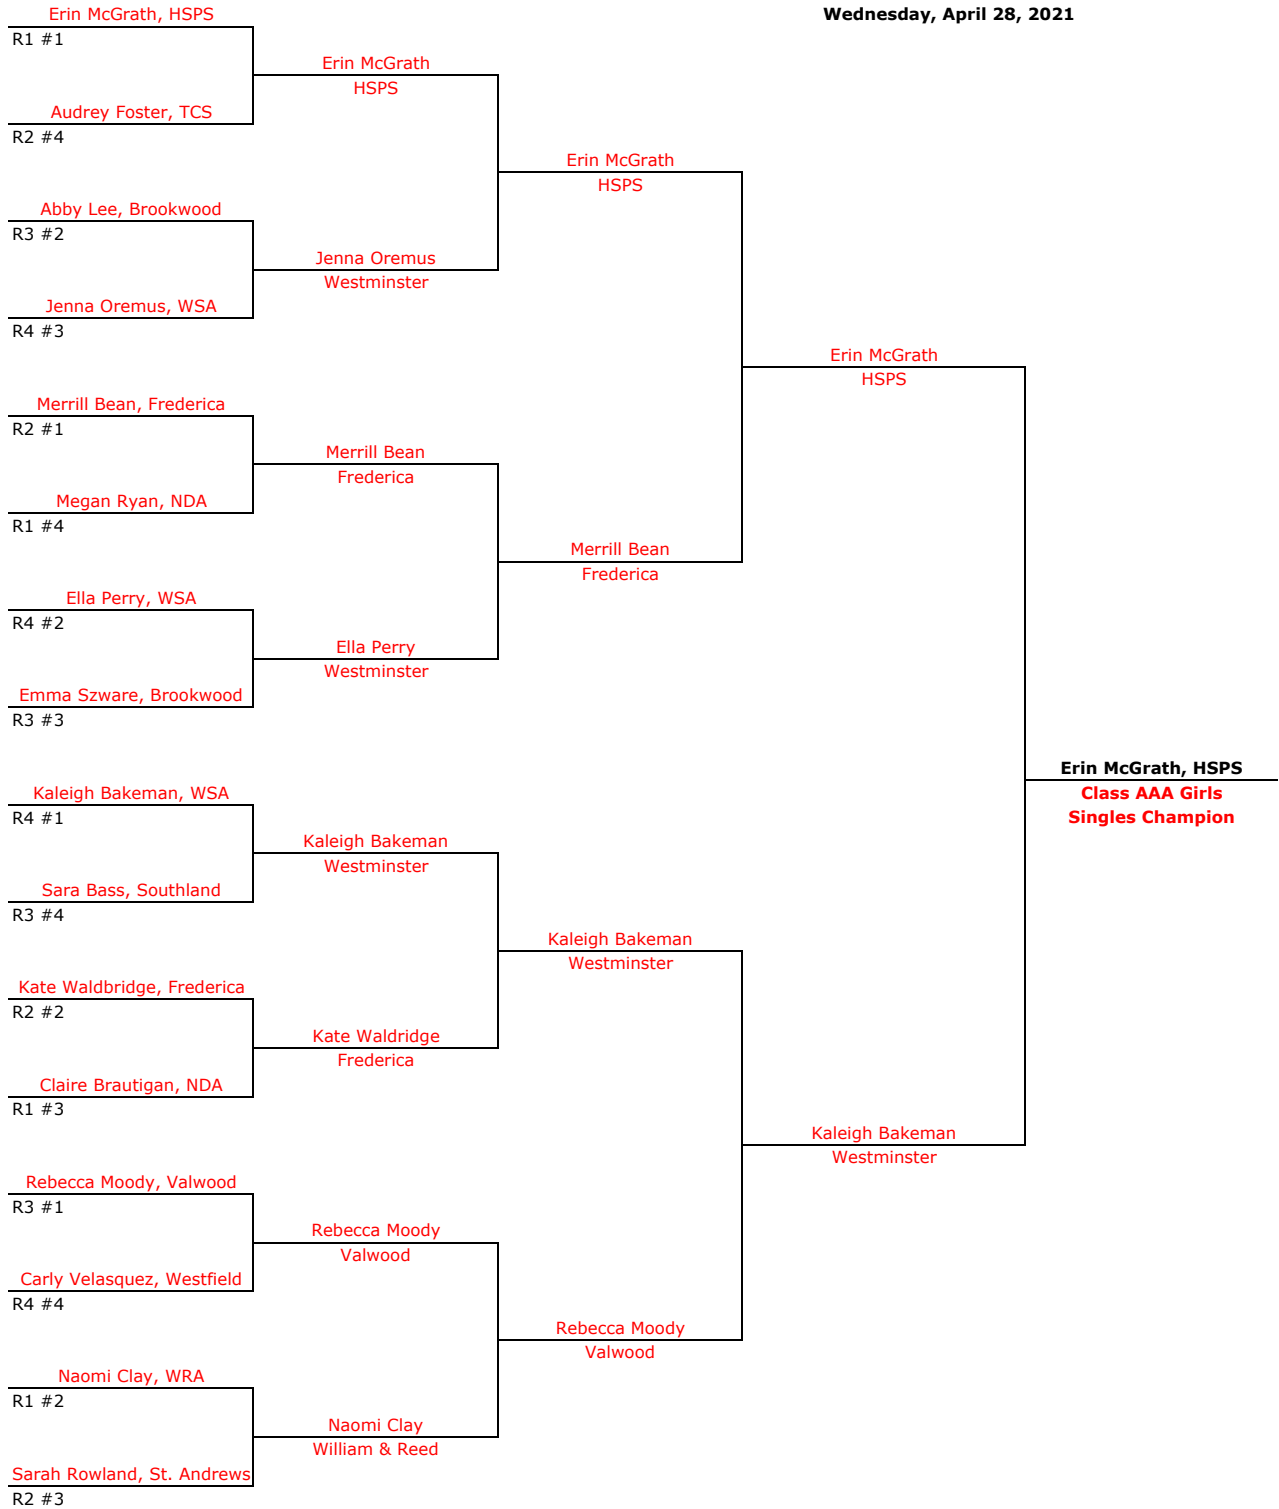 Erin McGrath, HSPS
Wednesday, April 28, 2021
R1 #1
Erin McGrath
HSPS
Audrey Foster, TCS
R2 #4
Erin McGrath
HSPS
Abby Lee, Brookwood
R3 #2
Jenna Oremus
Westminster
Jenna Oremus, WSA
R4 #3
Erin McGrath
HSPS
Merrill Bean, Frederica
R2 #1
Merrill Bean
Frederica
Megan Ryan, NDA
R1 #4
Merrill Bean
Frederica
Ella Perry, WSA
R4 #2
Ella Perry
Westminster
Emma Szware, Brookwood
R3 #3
Erin McGrath, HSPS
Class AAA Girls
Singles Champion
Kaleigh Bakeman, WSA
R4 #1
Kaleigh Bakeman
Westminster
Sara Bass, Southland
R3 #4
Kaleigh Bakeman
Westminster
Kate Waldbridge, Frederica
R2 #2
Kate Waldridge
Frederica
Claire Brautigan, NDA
R1 #3
Kaleigh Bakeman
Westminster
Rebecca Moody, Valwood
R3 #1
Rebecca Moody
Valwood
Carly Velasquez, Westfield
R4 #4
Rebecca Moody
Valwood
Naomi Clay, WRA
R1 #2
Naomi Clay
William & Reed
Sarah Rowland, St. Andrews
R2 #3